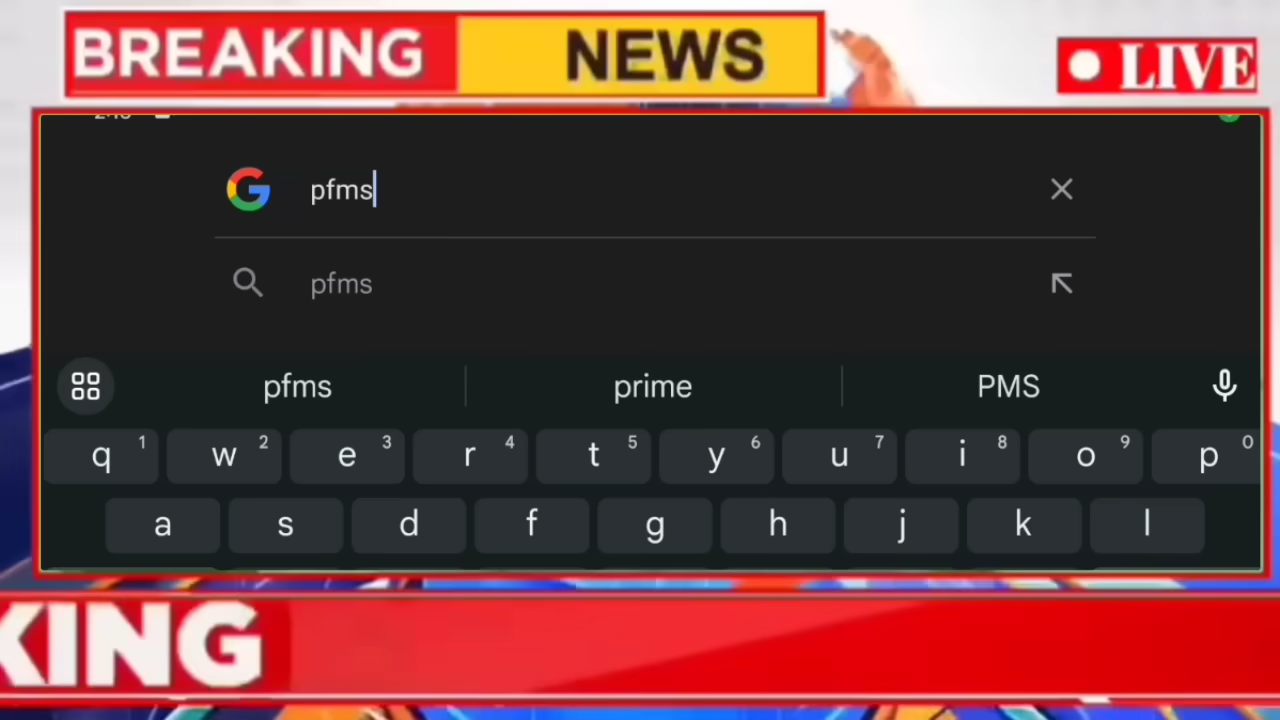 BREAKING NEWS
LIVE
pfms
pfms
pfms prime PMS
q 1 w 2 e 3 r 4 t 5 y 6 u 7 i 8 o 9 p 0
a s d f g h j k l
KING